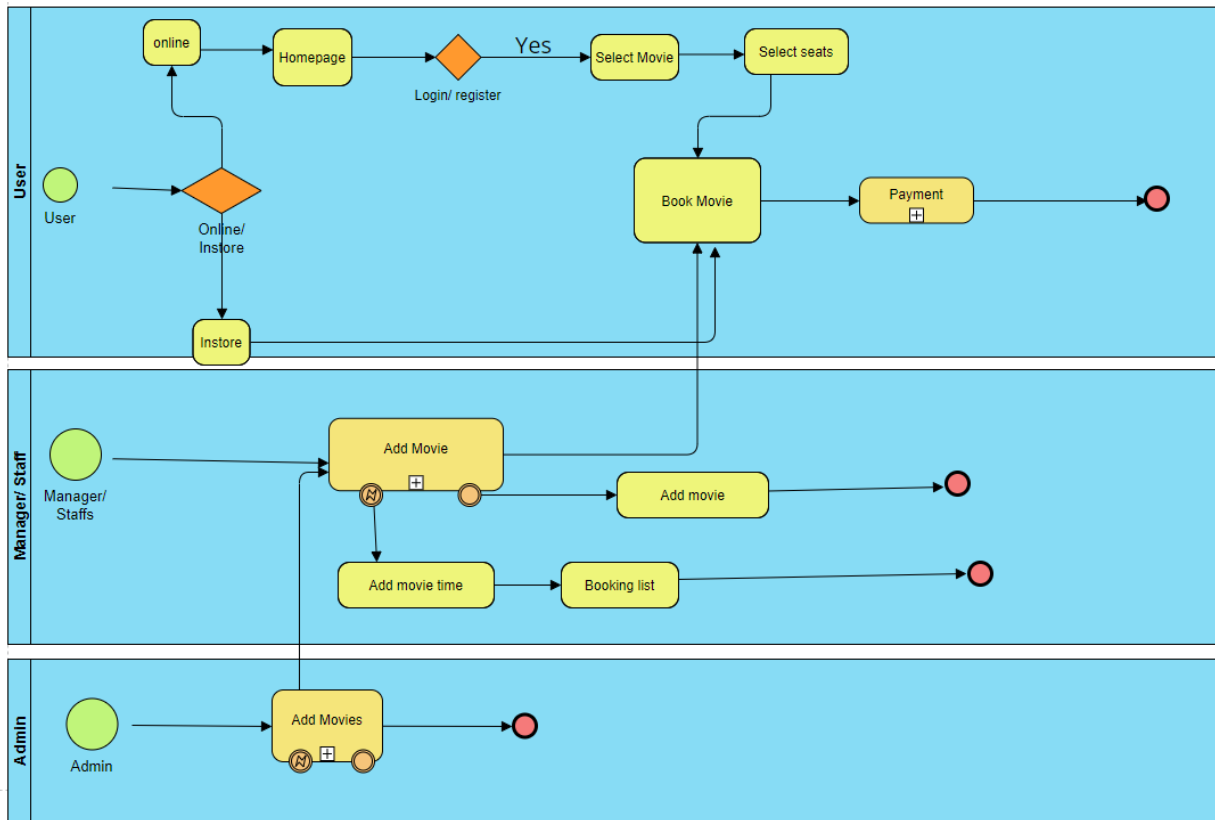 User
online
Homepage
Login/ register
Yes
Select Movie
Select seats
User
Online/
Instore
Book Movie
Payment
Instore
Manager/ Staff
Manager/
Staffs
Add Movie
Add movie
Add movie time
Booking list
Admin
Admin
Add Movies